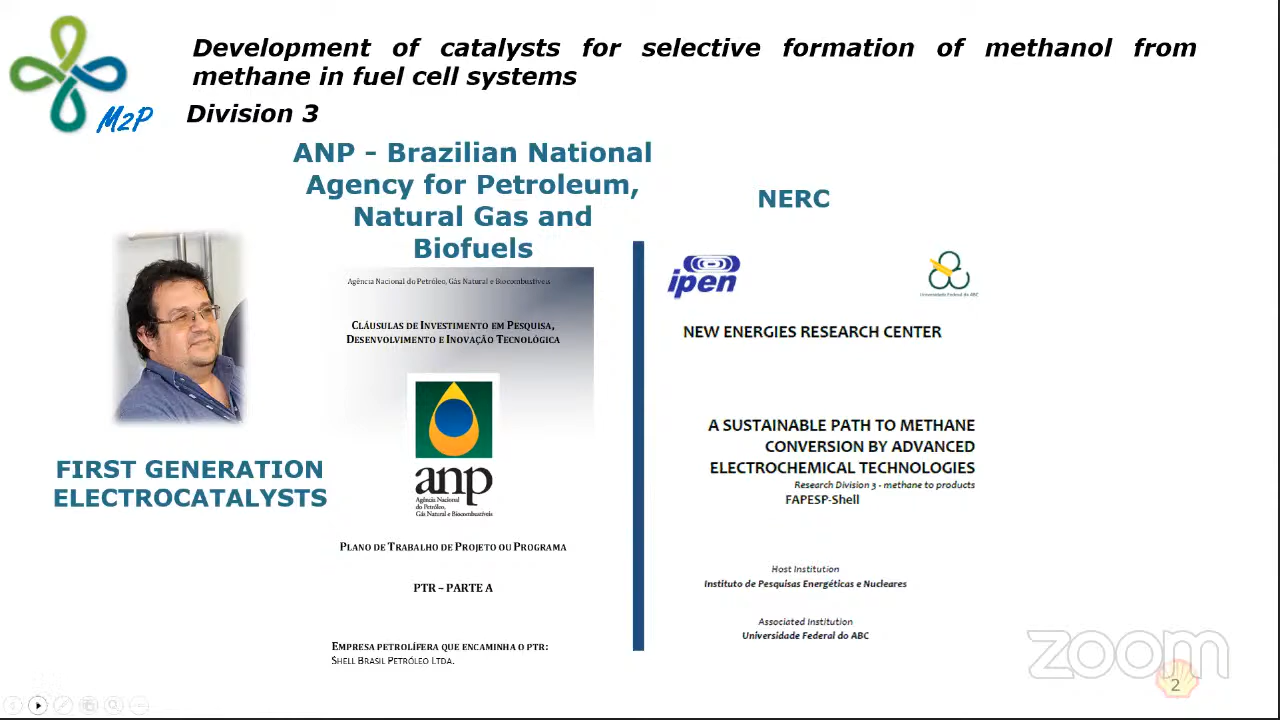 Development of catalysts for selective formation of methanol from
methane in fuel cell systems
M2P
Division 3
ANP - Brazilian National
Agency for Petroleum,
Natural Gas and
Biofuels
NERC
Agência Nacional do Petróleo, Gás Natural e Biocombustíveis
CLÁUSULAS DE INVESTIMENTO EM PESQUISA,
DESENVOLVIMENTO E INOVAÇÃO TECNOLÓGICA
anp
Agência Nacional
do Petróleo,
Gás Natural e Biocombustíveis
PLANO DE TRABALHO DE PROJETO OU PROGRAMA
PTR – PARTE A
EMPRESA PETROLÍFERA QUE ENCAMINHA O PTR:
SHELL BRASIL PETRÓLEO LTDA.
FIRST GENERATION
ELECTROCATALYSTS
ipen
Universidade Federal do ABC
NEW ENERGIES RESEARCH CENTER
A SUSTAINABLE PATH TO METHANE
CONVERSION BY ADVANCED
ELECTROCHEMICAL TECHNOLOGIES
Research Division 3 - methane to products
FAPESP-Shell
Host Institution
Instituto de Pesquisas Energéticas e Nucleares
Associated Institution
Universidade Federal do ABC
zoom
2